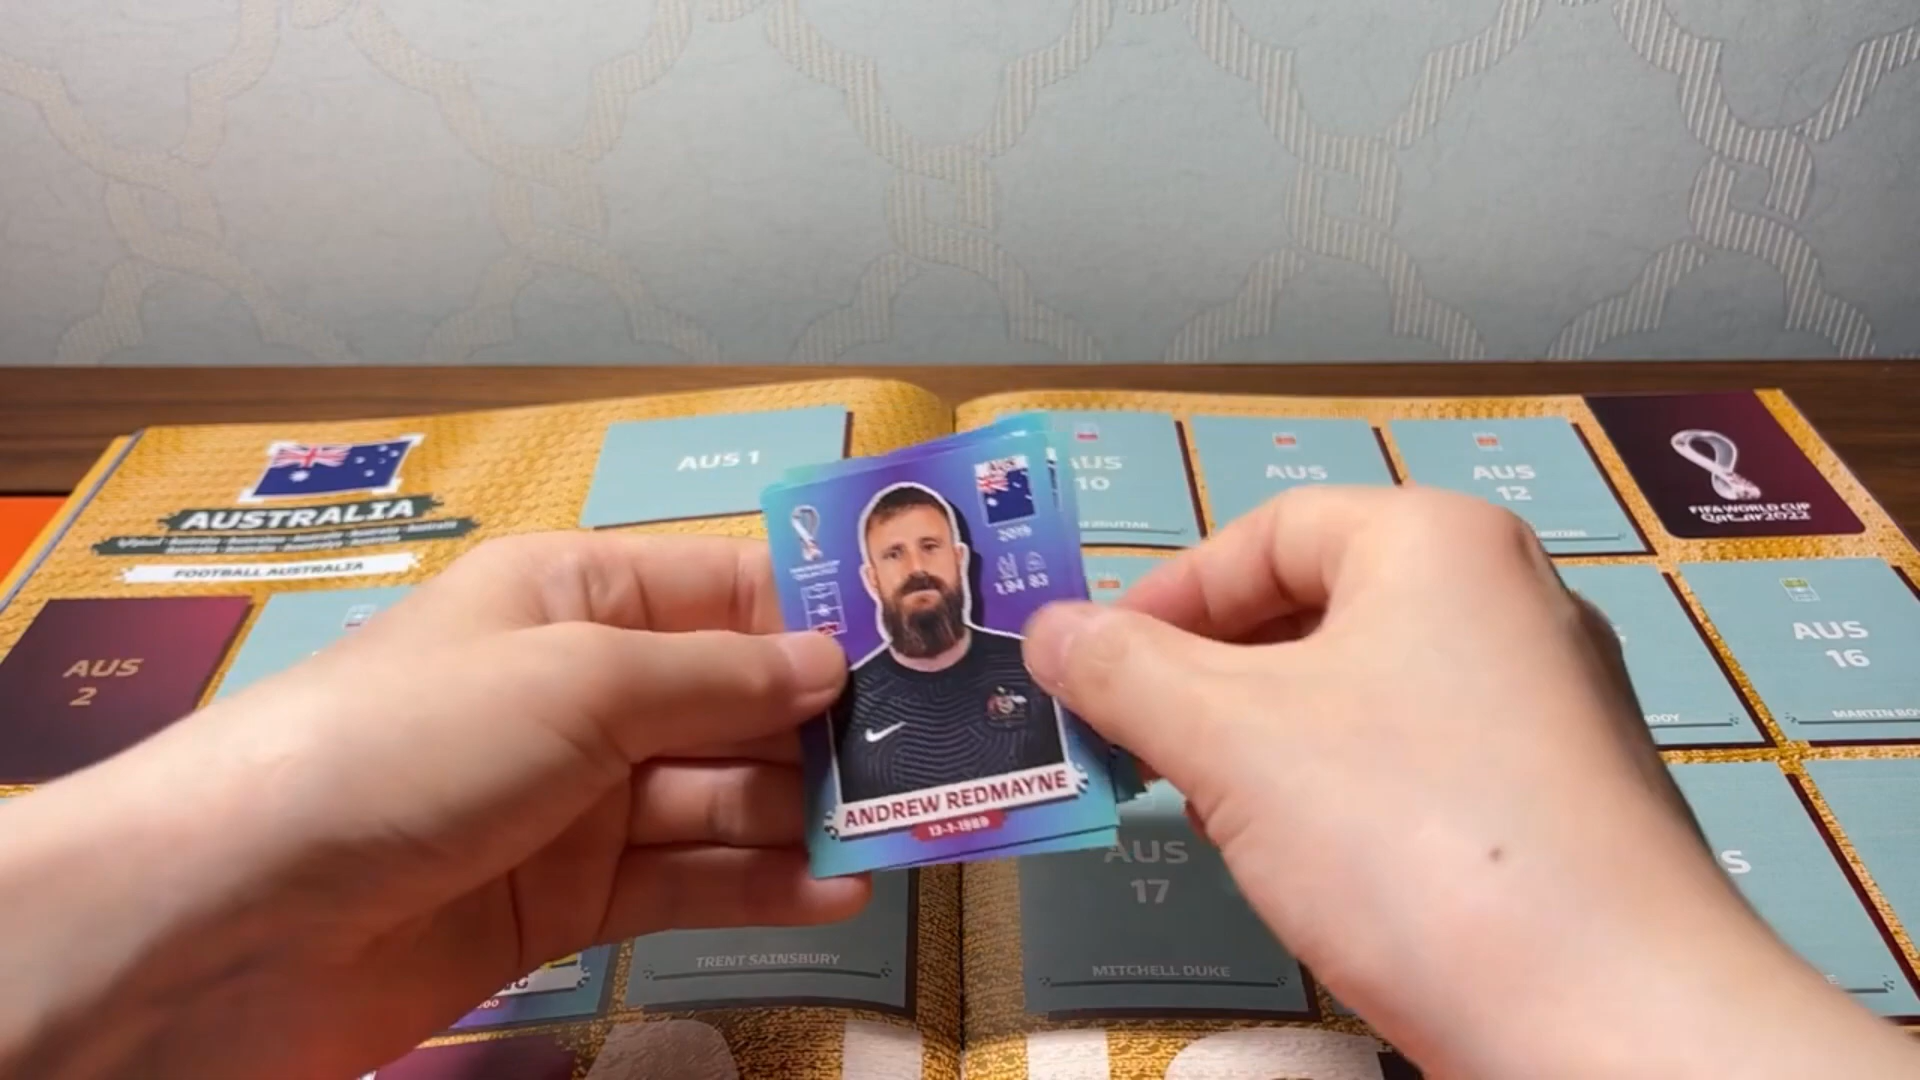 AUSTRALIA
FOOTBALL AUSTRALIA
AUS 1
AUS
2
AUS
10
AUS
AUS
12
FIFA WORLD CUP
Qatar2022
2019
1,94 83
ANDREW REDMAYNE
13-1-1989
AUS
16
MARTIN BO
AUS
17
MITCHELL DUKE
TRENT SAINSBURY
S